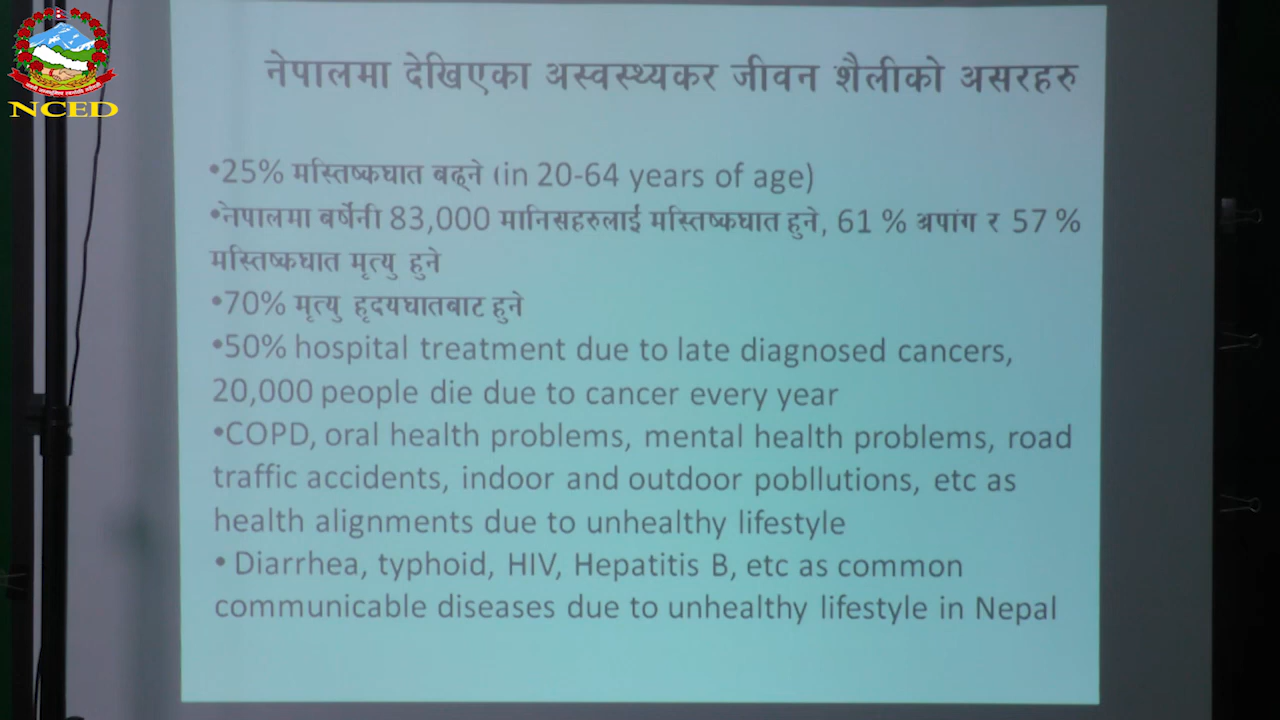 NCED
नेपालमा देखिएका अस्वस्थ्यकर जीवन शैलीको असरहरु
•25% मस्तिष्कघात बढ्ने (in 20-64 years of age)
•नेपालमा बर्षेनी 83,000 मानिसहरुलाई मस्तिष्कघात हुने, 61 % अपांग र 57 %
मस्तिष्कघात मृत्यु हुने
•70% मृत्यु हृदयघातबाट हुने
•50% hospital treatment due to late diagnosed cancers,
20,000 people die due to cancer every year
•COPD, oral health problems, mental health problems, road
traffic accidents, indoor and outdoor pobllutions, etc as
health alignments due to unhealthy lifestyle
• Diarrhea, typhoid, HIV, Hepatitis B, etc as common
communicable diseases due to unhealthy lifestyle in Nepal